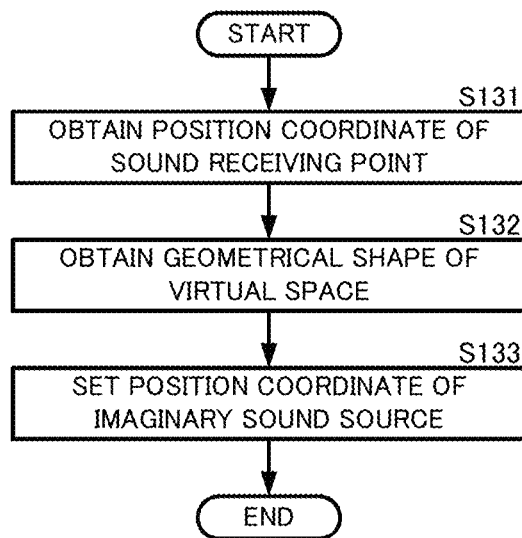 START
S131
OBTAIN POSITION COORDINATE OF
SOUND RECEIVING POINT
S132
OBTAIN GEOMETRICAL SHAPE OF
VIRTUAL SPACE
S133
SET POSITION COORDINATE OF
IMAGINARY SOUND SOURCE
END